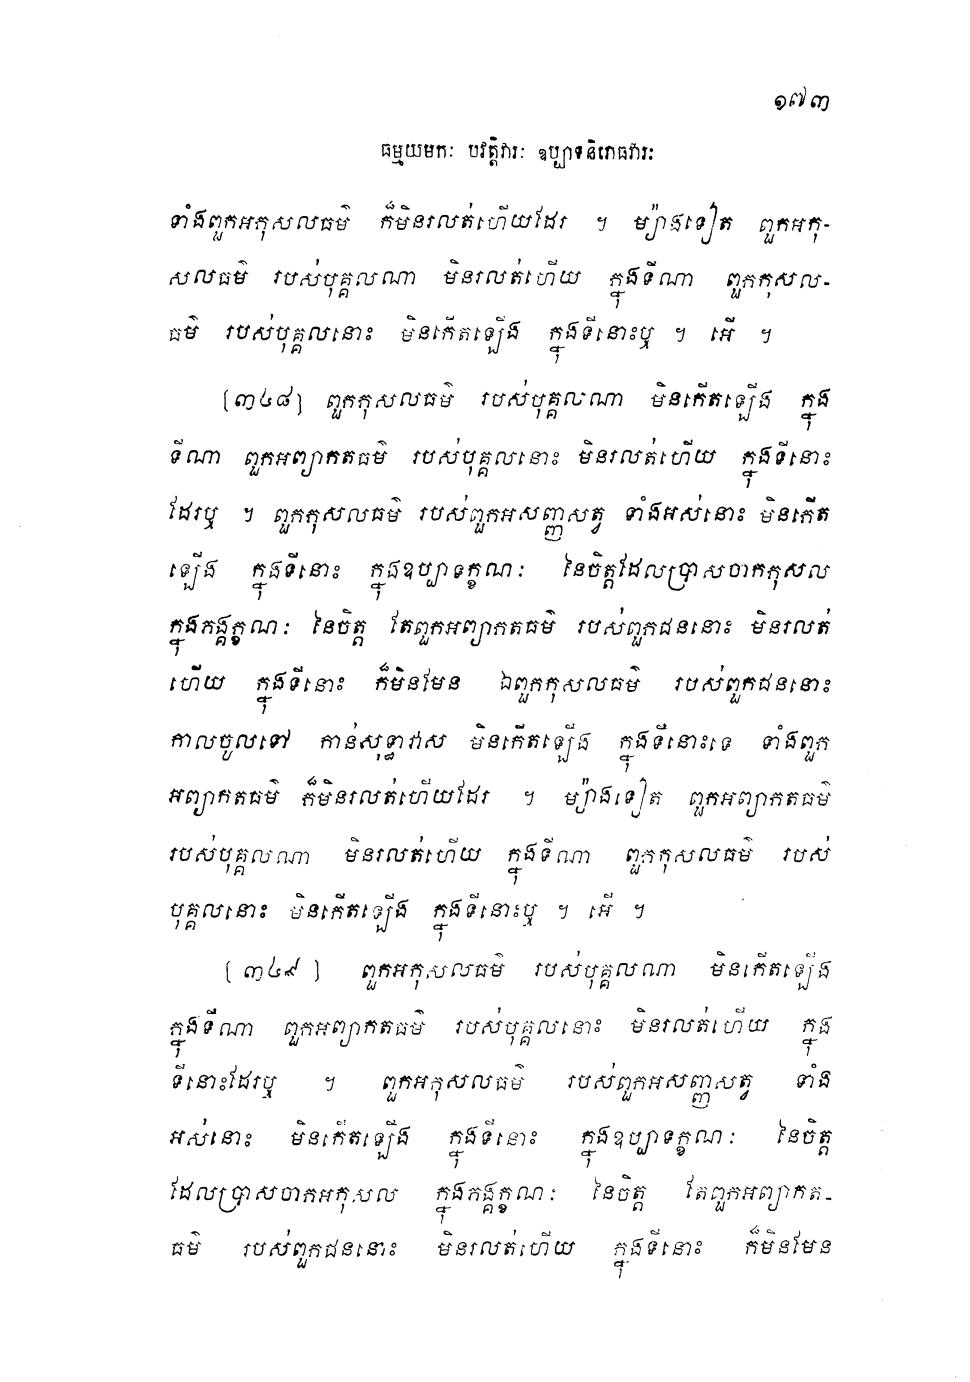 ១៧៣
ធម្មយមកៈ បវត្តិវារៈ ឧប្បាទនិរោធវារៈ
ទាំងពួកអកុសលធម៌ ក៏មិនរលត់ហើយដែរ ។ ម្យ៉ាងទៀត ពួកអកុ-
សលធម៌ របស់បុគ្គលណា មិនរលត់ហើយ ក្នុងទីណា ពួកកុសល-
ធម៌ របស់បុគ្គលនោះ មិនកើតឡើង ក្នុងទីនោះឬ ។ អើ ។
[៣៤៨] ពួកកុសលធម៌ របស់បុគ្គលណា មិនកើតឡើង ក្នុង
ទីណា ពួកអព្យាកតធម៌ របស់បុគ្គលនោះ មិនរលត់ហើយ ក្នុងទីនោះ
ដែរឬ ។ ពួកកុសលធម៌ របស់ពួកអសញ្ញសត្វ ទាំងអស់នោះ មិនកើត
ឡើង ក្នុងទីនោះ ក្នុងឧប្បាទក្ខណៈ នៃចិត្តដែលប្រាសចាកកុសល
ក្នុងភង្គក្ខណៈ នៃចិត្ត តែពួកអព្យាកតធម៌ របស់ពួកជននោះ មិនរលត់
ហើយ ក្នុងទីនោះ ក៏មិនមែន ឯពួកកុសលធម៌ របស់ពួកជននោះ
កាលចូលទៅ កាន់សុទ្ធាវាស មិនកើតឡើង ក្នុងទីនោះទេ ទាំងពួក
អព្យាកតធម៌ ក៏មិនរលត់ហើយដែរ ។ ម្យ៉ាងទៀត ពួកអព្យាកតធម៌
របស់បុគ្គលណា មិនរលត់ហើយ ក្នុងទីណា ពួកកុសលធម៌ របស់
បុគ្គលនោះ មិនកើតឡើង ក្នុងទីនោះឬ ។ អើ ។
[៣៤៩] ពួកអកុសលធម៌ របស់បុគ្គលណា មិនកើតឡើង
ក្នុងទីណា ពួកអព្យាកតធម៌ របស់បុគ្គលនោះ មិនរលត់ហើយ ក្នុង
ទីនោះដែរឬ ។ ពួកអកុសលធម៌ របស់ពួកអសញ្ញសត្វ ទាំង
អស់នោះ មិនកើតឡើង ក្នុងទីនោះ ក្នុងឧប្បាទក្ខណៈ នៃចិត្ត
ដែលប្រាសចាកអកុសល ក្នុងភង្គក្ខណៈ នៃចិត្ត តែពួកអព្យាកត-
ធម៌ របស់ពួកជននោះ មិនរលត់ហើយ ក្នុងទីនោះ ក៏មិនមែន